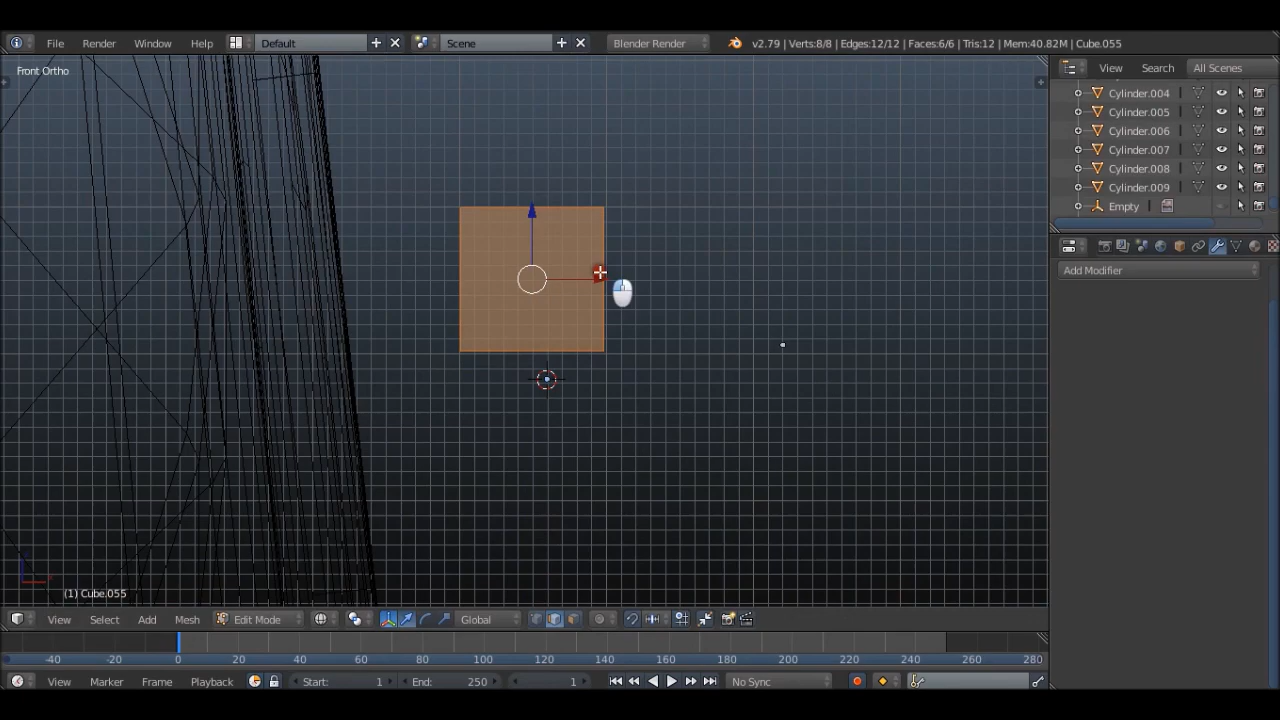 File Render Window Help Default Scene Blender Render v2.79 | Verts:8/8 | Edges:12/12 | Faces:6/6 | Tris:12 | Mem:40.82M | Cube.055
Front Ortho
View Search All Scenes
Cylinder.004
Cylinder.005
Cylinder.006
Cylinder.007
Cylinder.008
Cylinder.009
Empty
Add Modifier
(1) Cube.055
View Select Add Mesh Edit Mode Global
-40 -20 0 20 40 60 80 100 120 140 160 180 200 220 240 260 280
View Marker Frame Playback Start: 1 End: 250 1 No Sync